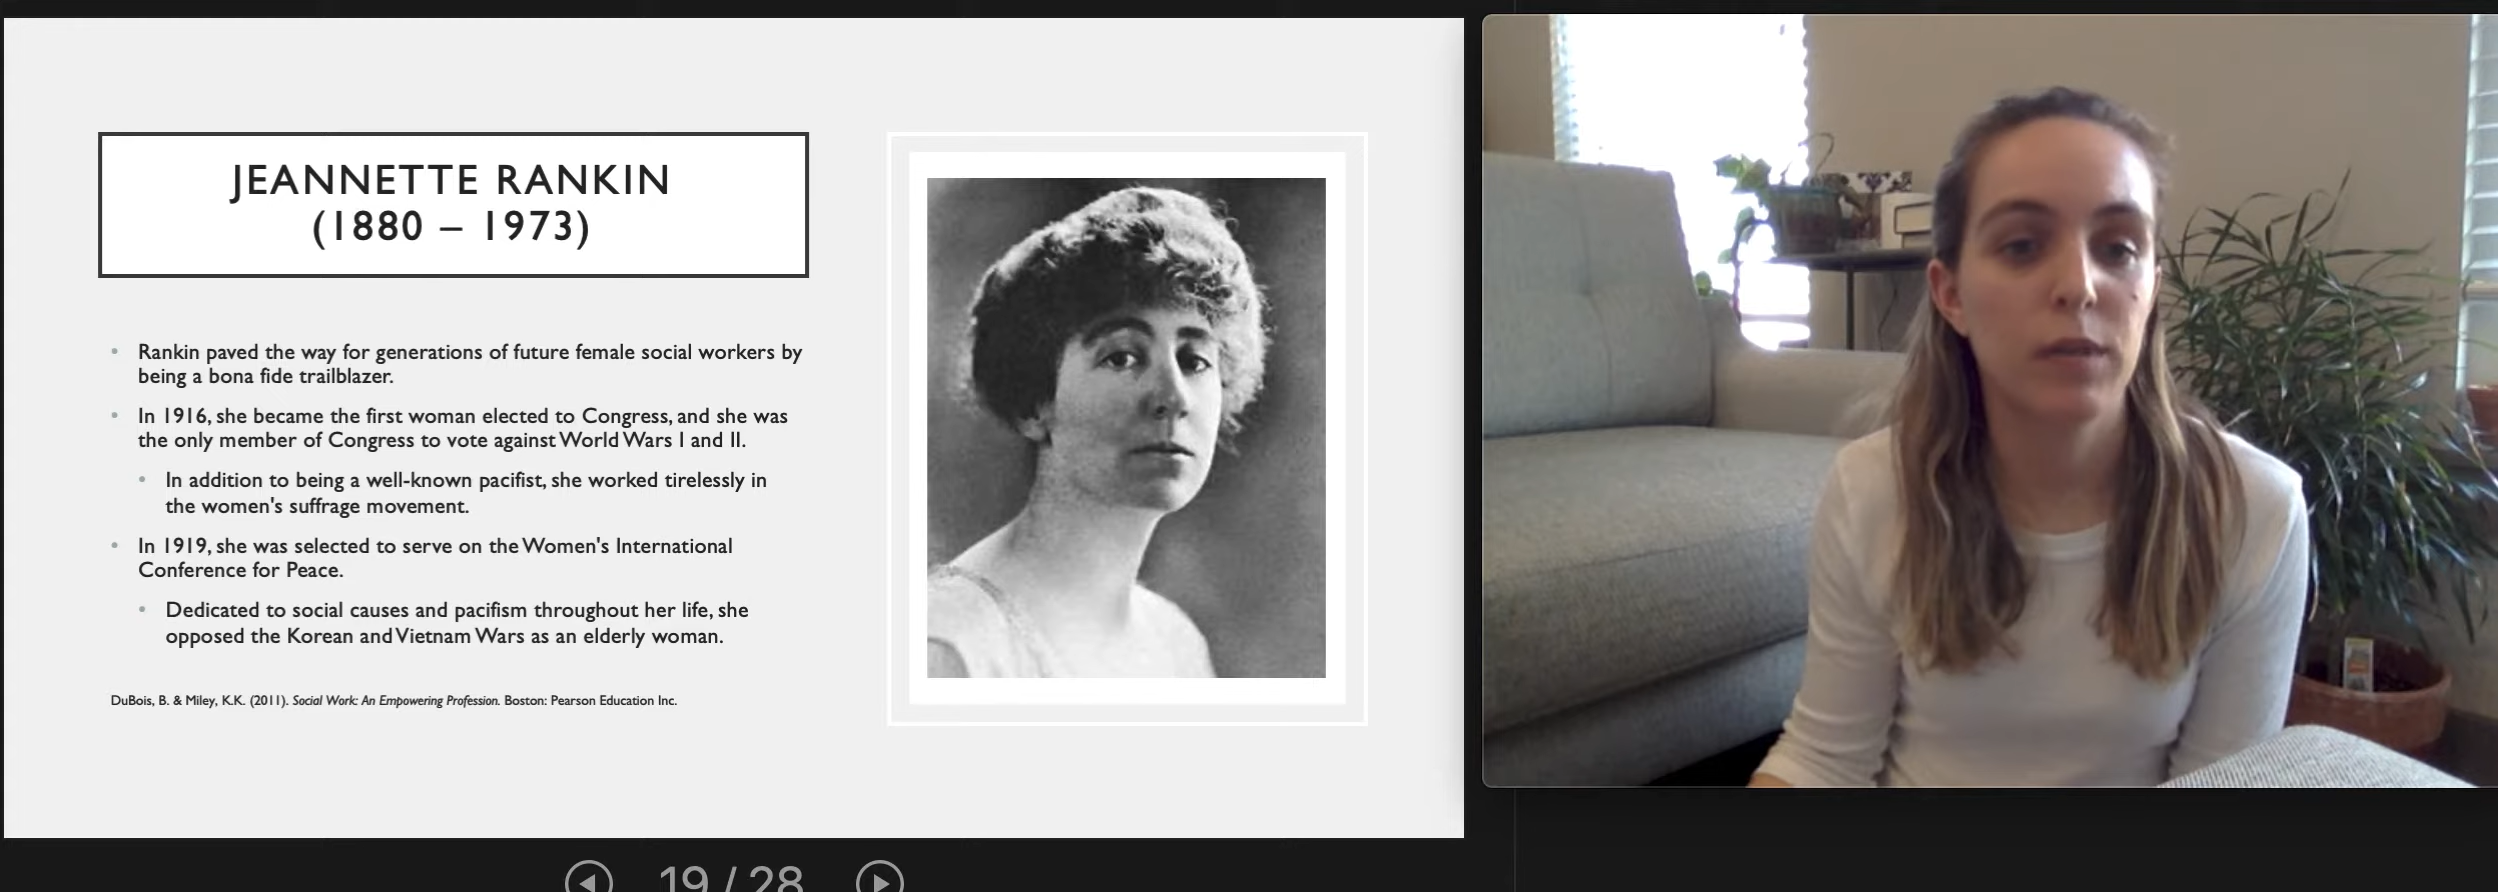 JEANNETTE RANKIN
(1880 – 1973)
• Rankin paved the way for generations of future female social workers by
being a bona fide trailblazer.
• In 1916, she became the first woman elected to Congress, and she was
the only member of Congress to vote against World Wars I and II.
• In addition to being a well-known pacifist, she worked tirelessly in
the women's suffrage movement.
• In 1919, she was selected to serve on the Women's International
Conference for Peace.
• Dedicated to social causes and pacifism throughout her life, she
opposed the Korean and Vietnam Wars as an elderly woman.
DuBois, B. & Miley, K.K. (2011). Social Work: An Empowering Profession. Boston: Pearson Education Inc.
19 / 28